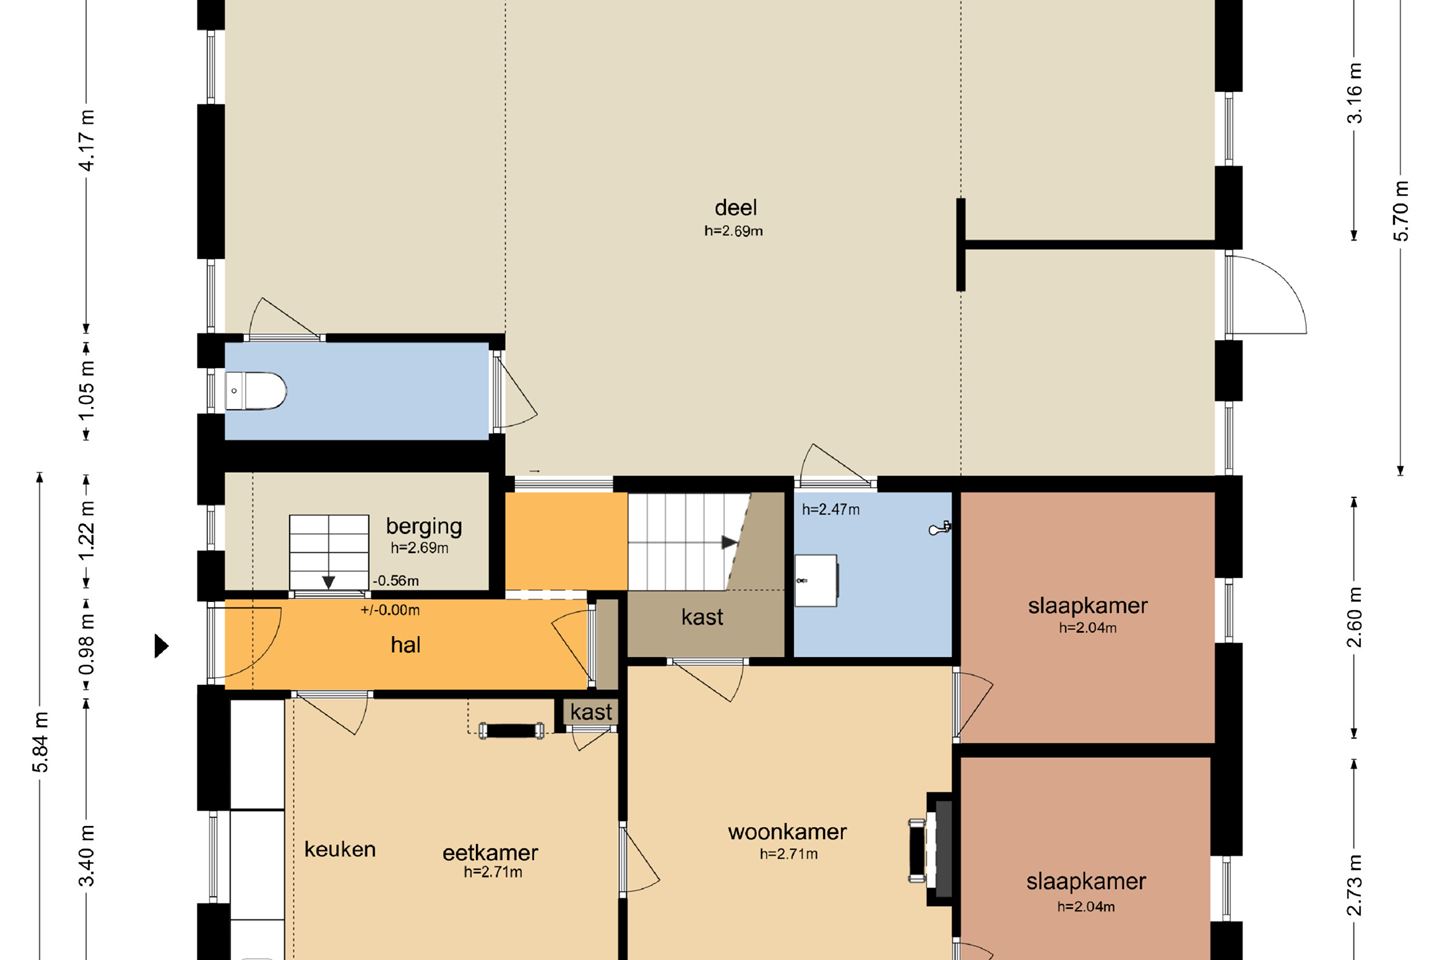 4.17 m
3.16 m
5.70 m
deel
h=2.69m
1.05 m
1.22 m
berging
h=2.69m
-0.56m
h=2.47m
+/-0.00m
hal
kast
slaapkamer
h=2.04m
2.60 m
0.98 m
kast
5.84 m
keuken
eetkamer
h=2.71m
woonkamer
h=2.71m
3.40 m
slaapkamer
h=2.04m
2.73 m